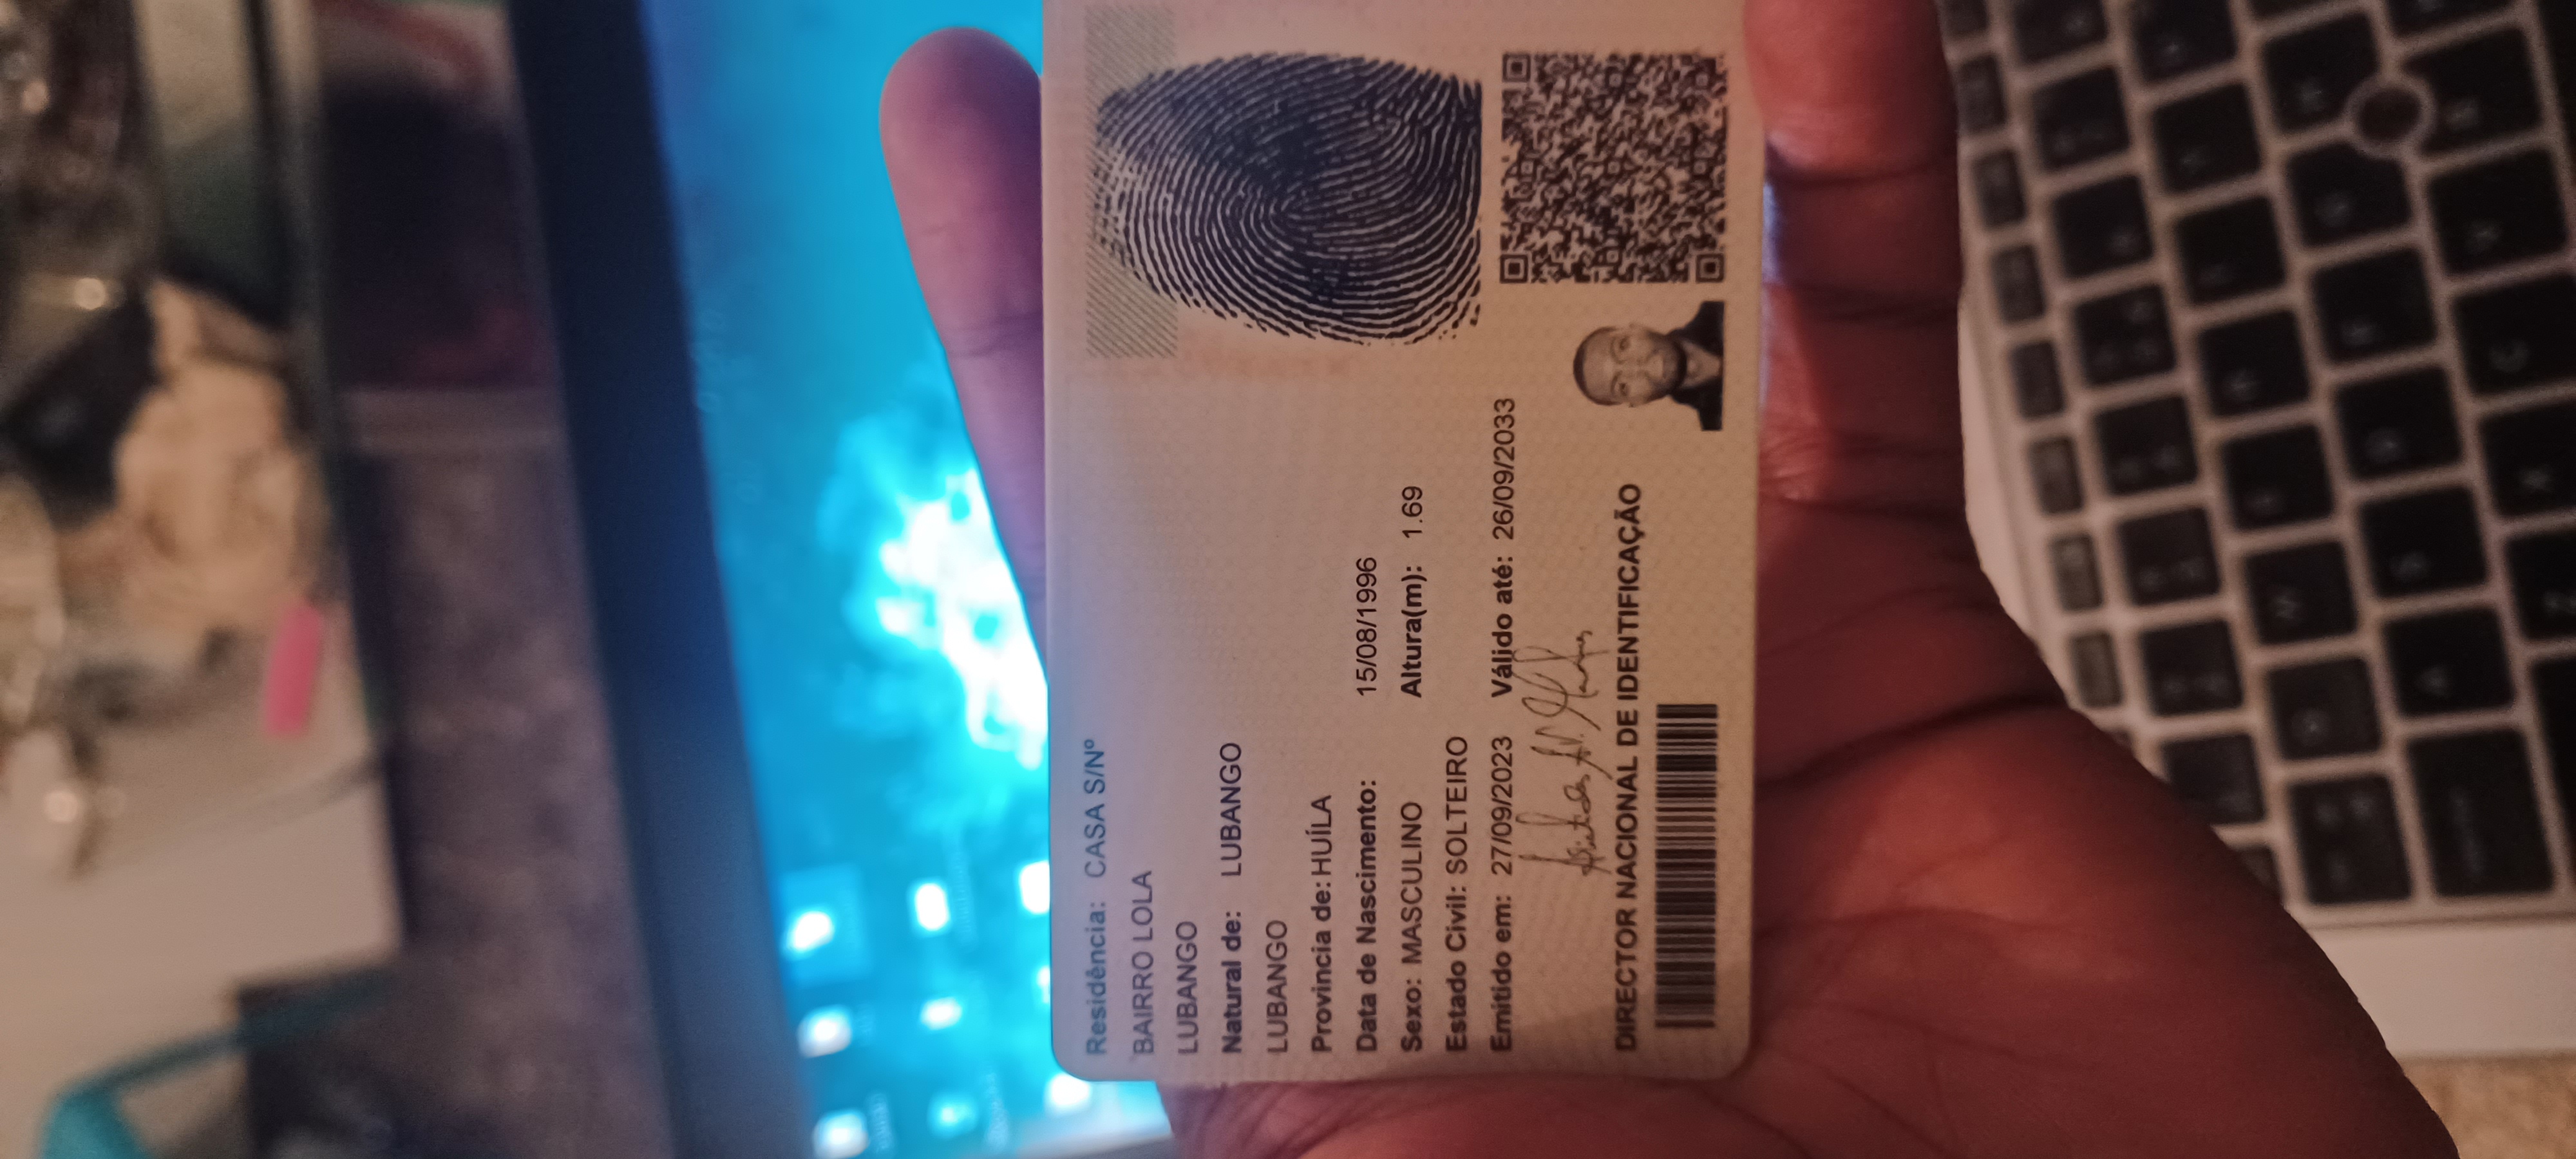 Residência: CASA S/Nº
BAIRRO LOLA
LUBANGO
Natural de: LUBANGO
LUBANGO
Provincia de: HUÍLA
Data de Nascimento: 15/08/1996
Sexo: MASCULINO Altura(m): 1.69
Estado Civil: SOLTEIRO
Emitido em: 27/09/2023 Válido até: 26/09/2033
DIRECTOR NACIONAL DE IDENTIFICAÇÃO